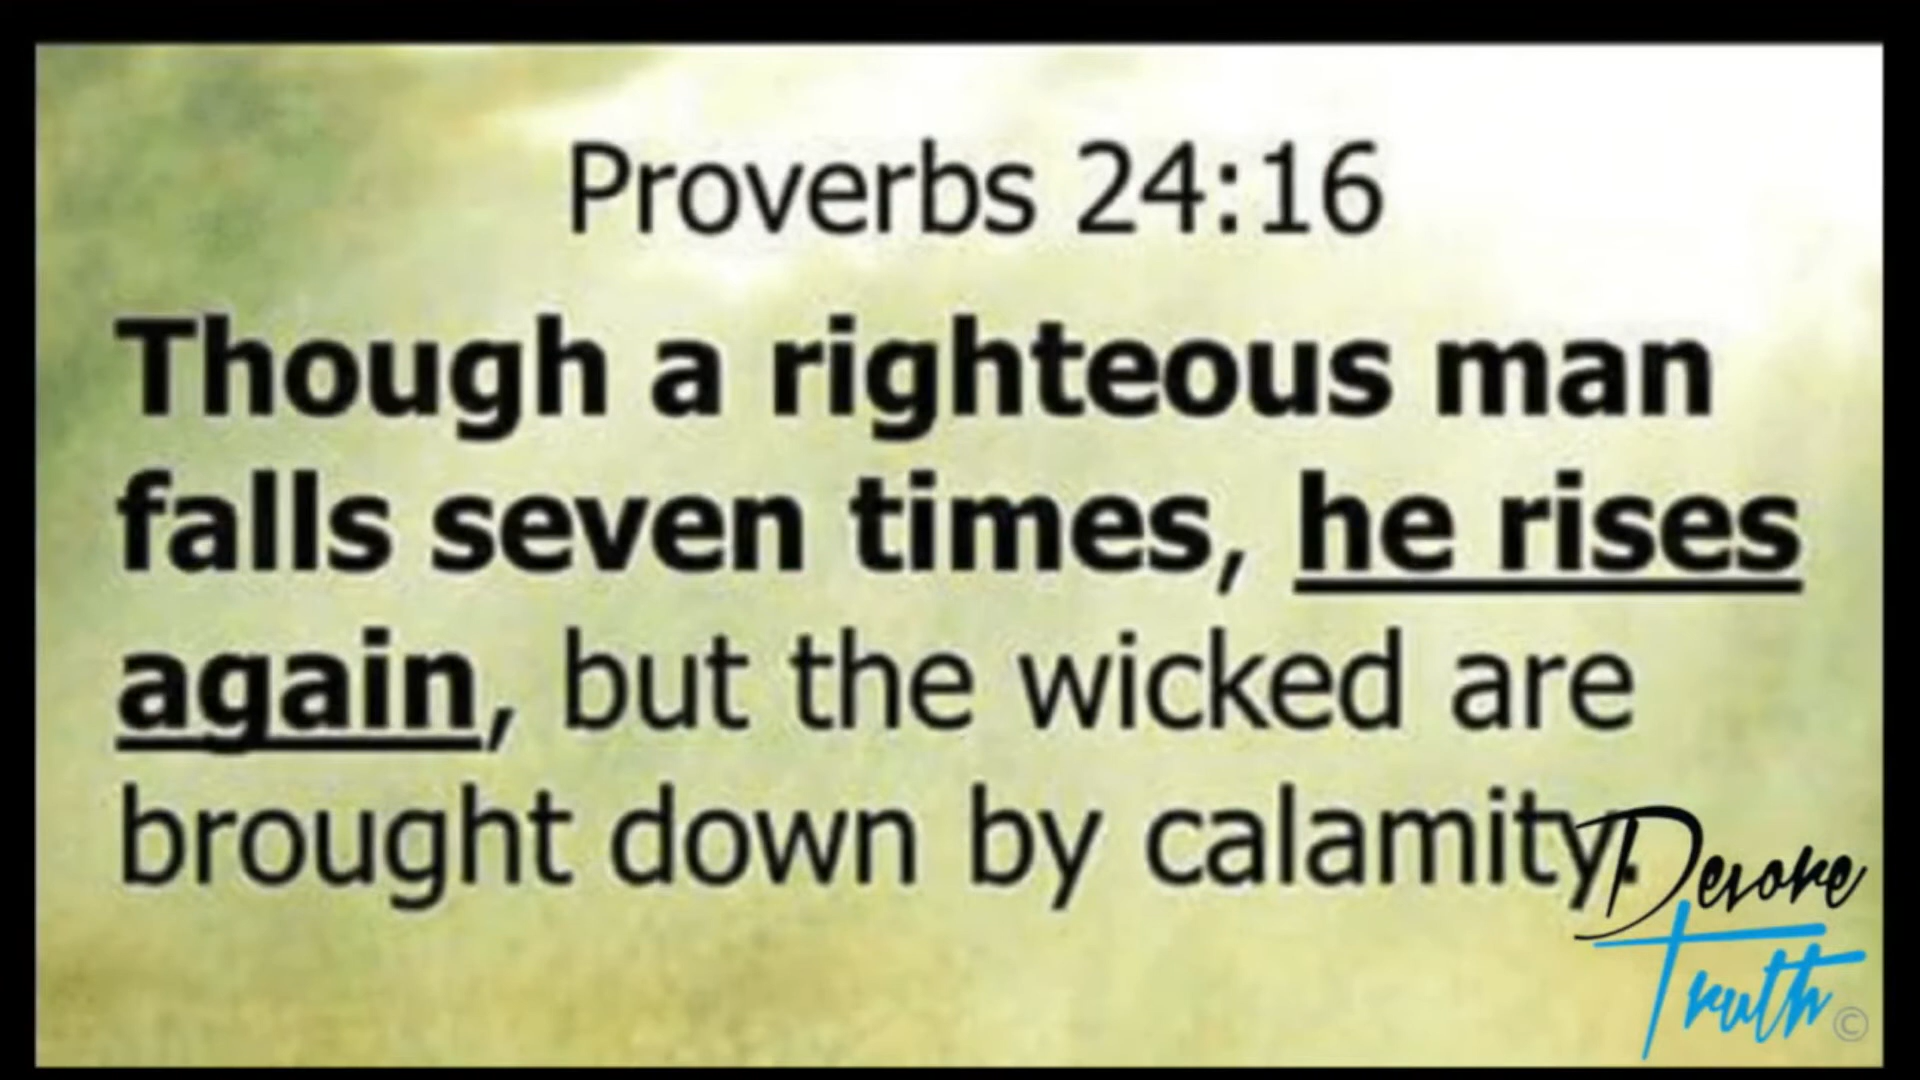 Proverbs 24:16
Though a righteous man
falls seven times, he rises
again, but the wicked are
brought down by calamity.
Devore
Truth ©